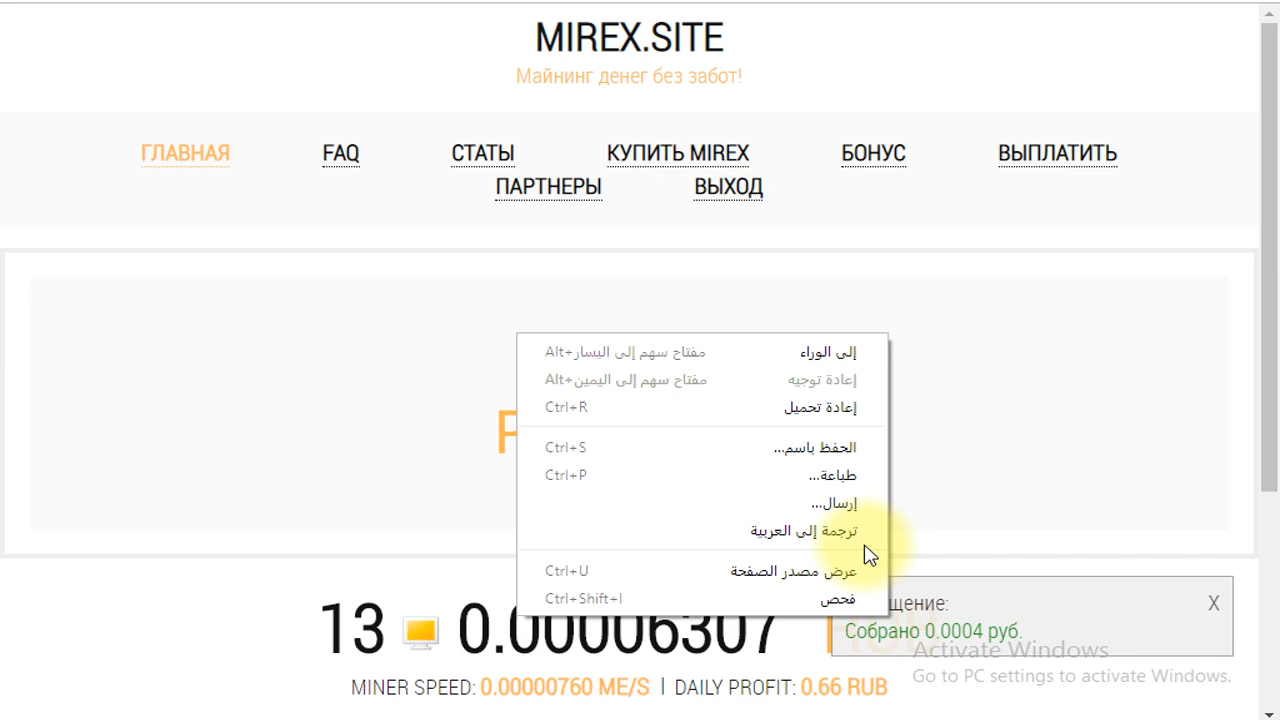 MIREX.SITE
Майнинг денег без забот!
ГЛАВНАЯ FAQ СТАТЫ КУПИТЬ MIREX БОНУС ВЫПЛАТИТЬ
ПАРТНЕРЫ ВЫХОД
إلى الوراء Alt+مفتاح سهم إلى اليسار
إعادة توجيه Alt+مفتاح سهم إلى اليمين
إعادة تحميل Ctrl+R
الحفظ باسم... Ctrl+S
طباعة... Ctrl+P
إرسال...
ترجمة إلى العربية
عرض مصدر الصفحة Ctrl+U
فحص Ctrl+Shift+I
щение: X
Собрано 0.0004 руб.
13 0.00006307
Activate Windows
Go to PC settings to activate Windows.
MINER SPEED: 0.00000760 ME/S | DAILY PROFIT: 0.66 RUB